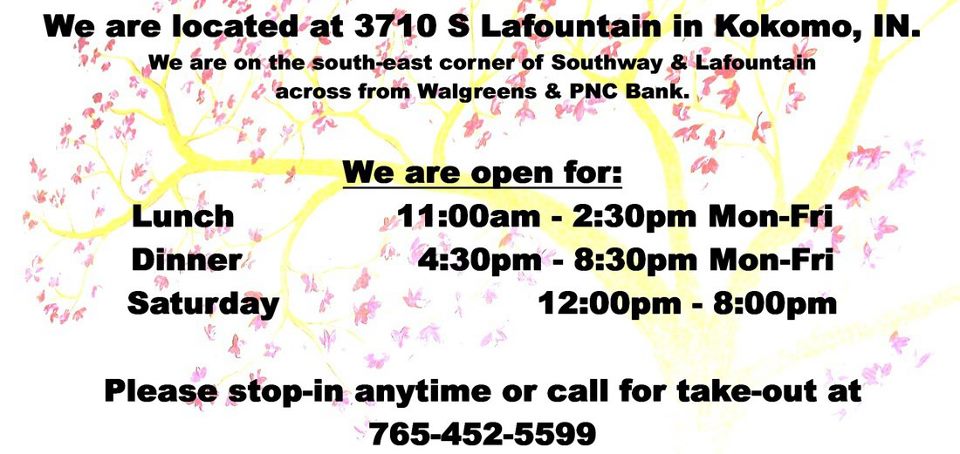 We are located at 3710 S Lafountain in Kokomo, IN.
We are on the south-east corner of Southway & Lafountain
across from Walgreens & PNC Bank.
We are open for:
Lunch 11:00am - 2:30pm Mon-Fri
Dinner 4:30pm - 8:30pm Mon-Fri
Saturday 12:00pm - 8:00pm
Please stop-in anytime or call for take-out at
765-452-5599